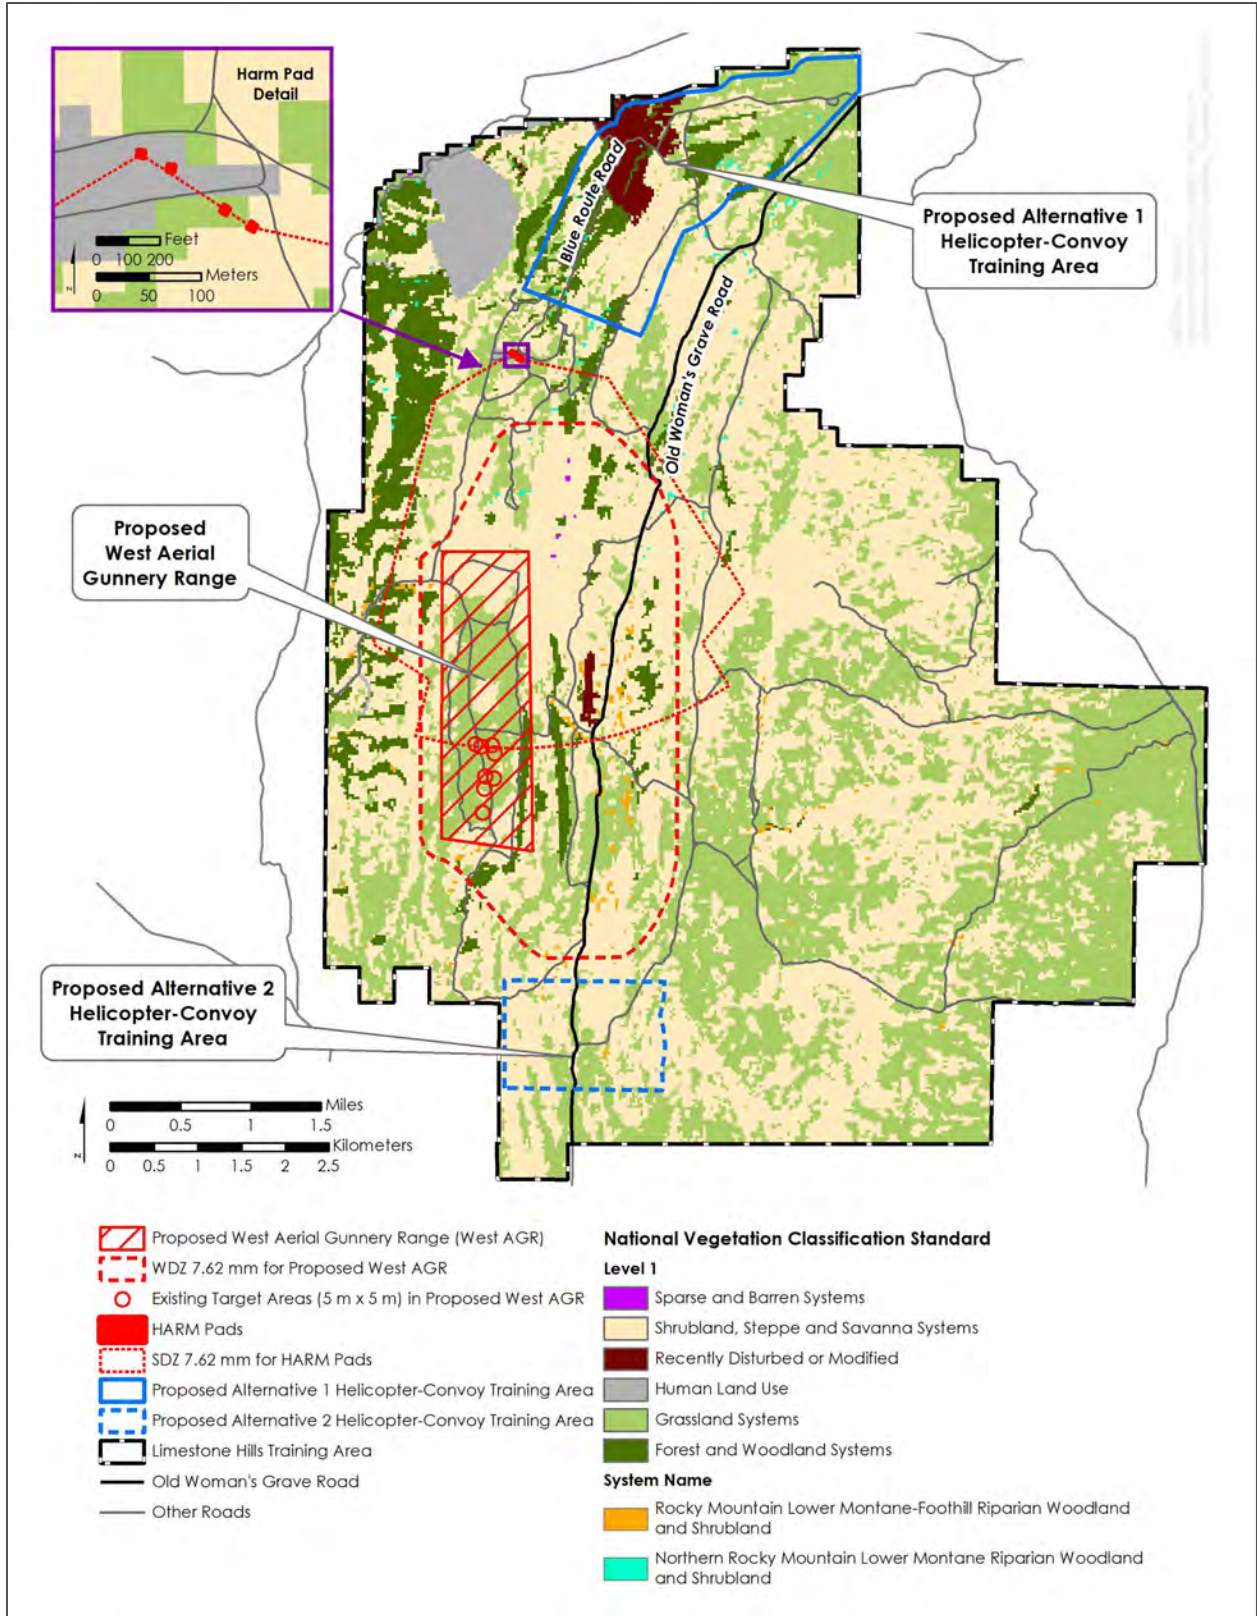 Harm Pad
Detail
Feet
0 100 200
Meters
0 50 100
N
Blue Route Road
Proposed Alternative 1
Helicopter-Convoy
Training Area
Old Woman's Grave Road
Proposed
West Aerial
Gunnery Range
Proposed Alternative 2
Helicopter-Convoy
Training Area
Miles
0 0.5 1 1.5
Kilometers
0 0.5 1 1.5 2 2.5
N
Proposed West Aerial Gunnery Range (West AGR)
WDZ 7.62 mm for Proposed West AGR
Existing Target Areas (5 m x 5 m) in Proposed West AGR
HARM Pads
SDZ 7.62 mm for HARM Pads
Proposed Alternative 1 Helicopter-Convoy Training Area
Proposed Alternative 2 Helicopter-Convoy Training Area
Limestone Hills Training Area
Old Woman's Grave Road
Other Roads
National Vegetation Classification Standard
Level 1
Sparse and Barren Systems
Shrubland, Steppe and Savanna Systems
Recently Disturbed or Modified
Human Land Use
Grassland Systems
Forest and Woodland Systems
System Name
Rocky Mountain Lower Montane-Foothill Riparian Woodland
and Shrubland
Northern Rocky Mountain Lower Montane Riparian Woodland
and Shrubland